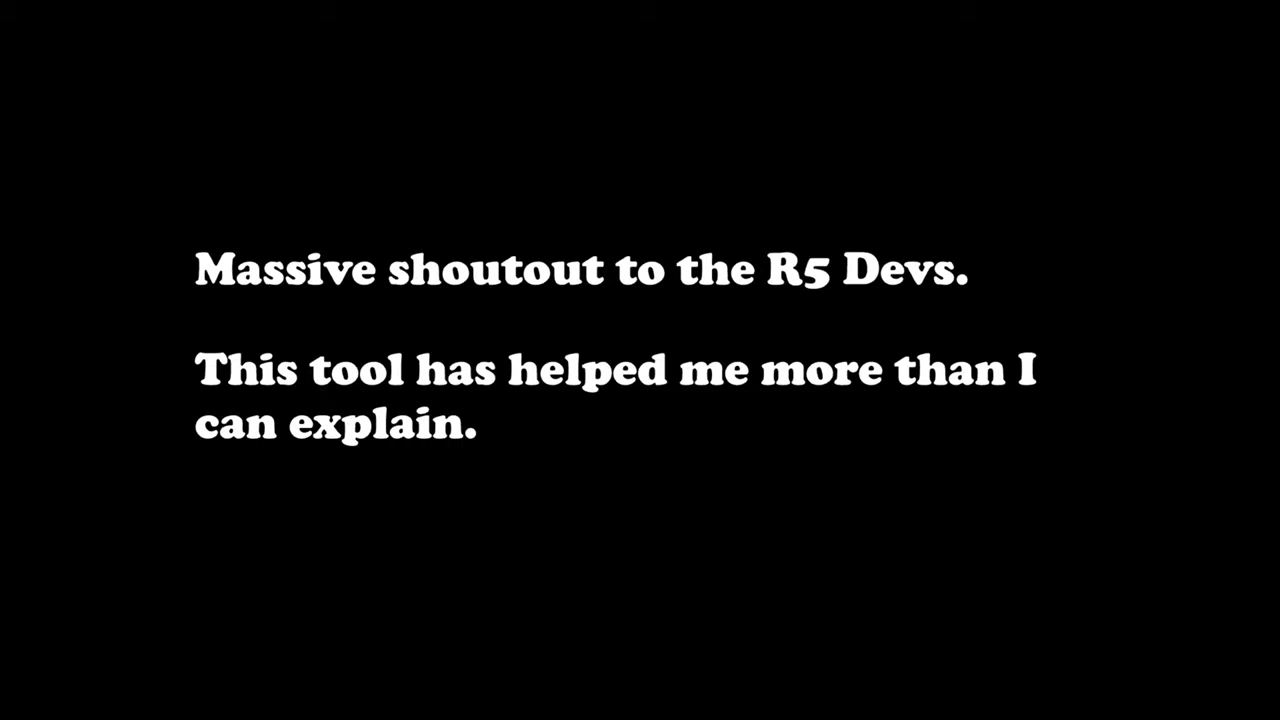 Massive shoutout to the R5 Devs.
This tool has helped me more than I
can explain.